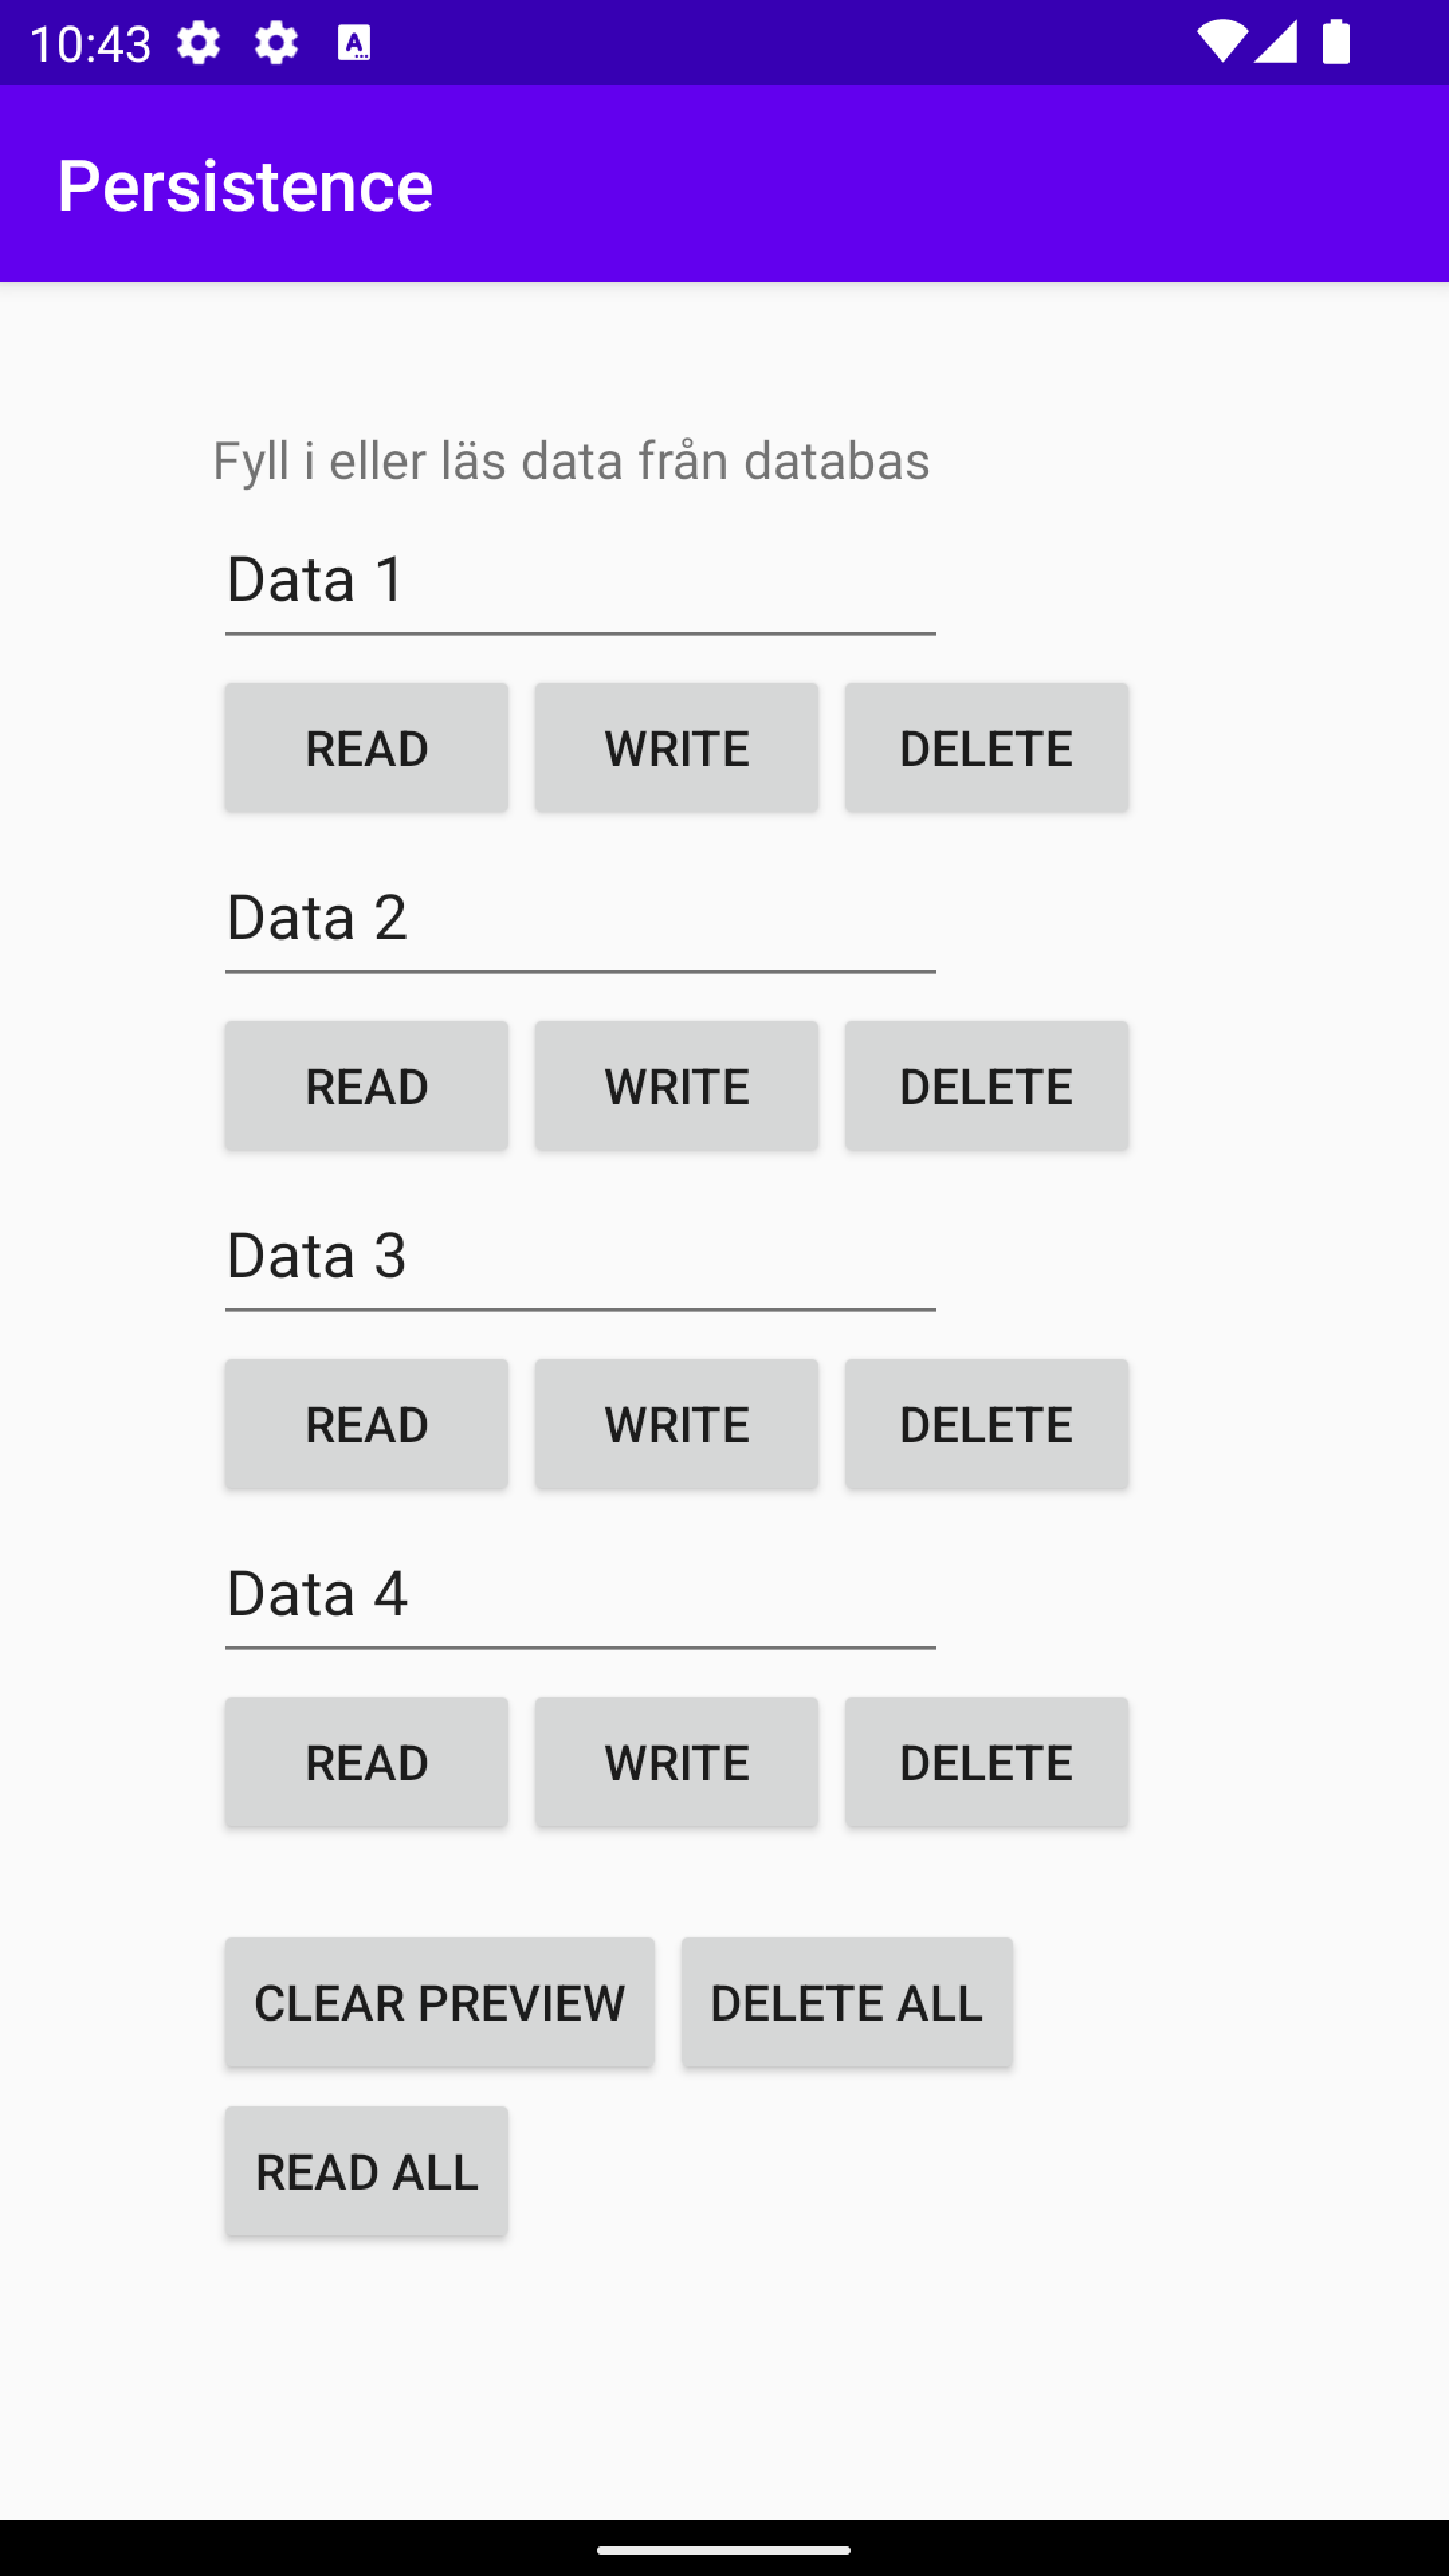 10:43
Persistence
Fyll i eller läs data från databas
Data 1
READ WRITE DELETE
Data 2
READ WRITE DELETE
Data 3
READ WRITE DELETE
Data 4
READ WRITE DELETE
CLEAR PREVIEW DELETE ALL
READ ALL